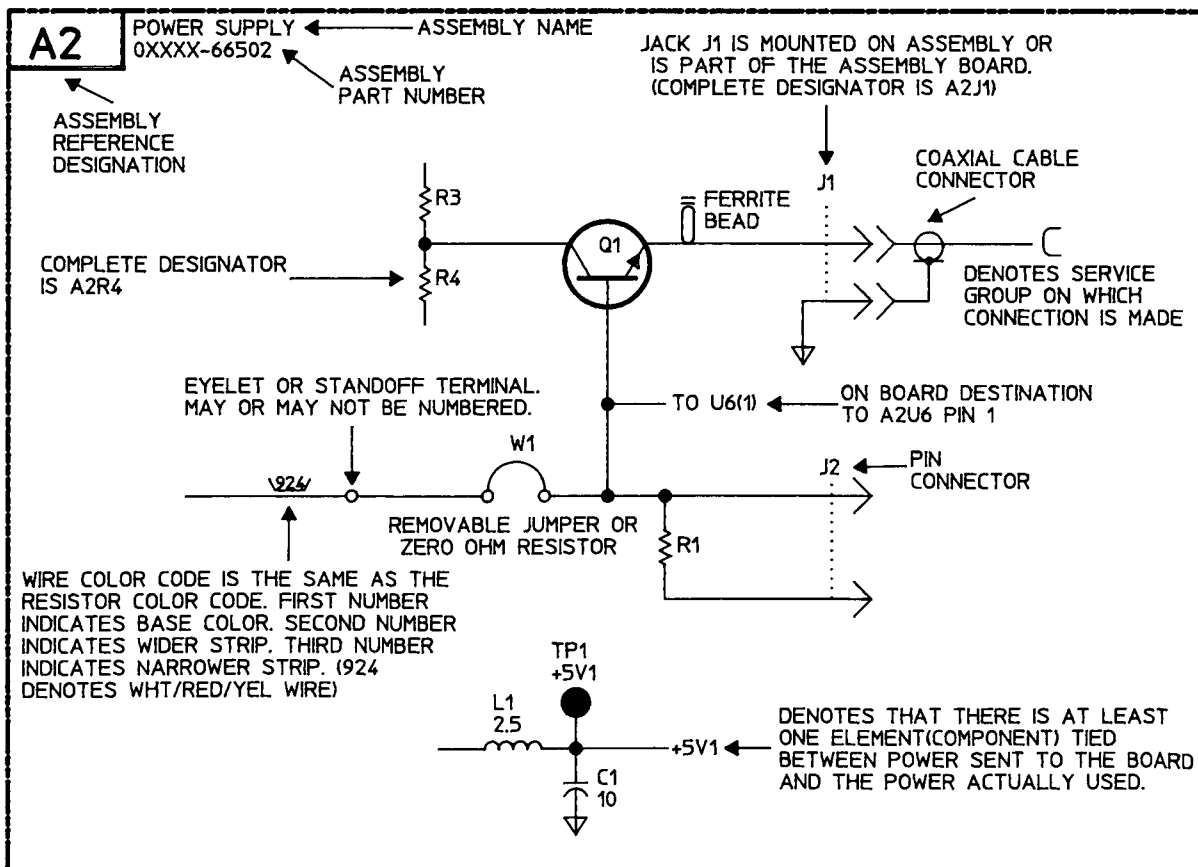 A2
POWER SUPPLY
0XXXX-66502
ASSEMBLY NAME
ASSEMBLY
PART NUMBER
ASSEMBLY
REFERENCE
DESIGNATION
JACK J1 IS MOUNTED ON ASSEMBLY OR
IS PART OF THE ASSEMBLY BOARD.
(COMPLETE DESIGNATOR IS A2J1)
J1
COAXIAL CABLE
CONNECTOR
R3
FERRITE
BEAD
Q1
COMPLETE DESIGNATOR
IS A2R4
R4
C
DENOTES SERVICE
GROUP ON WHICH
CONNECTION IS MADE
EYELET OR STANDOFF TERMINAL.
MAY OR MAY NOT BE NUMBERED.
TO U6(1)
ON BOARD DESTINATION
TO A2U6 PIN 1
W1
J2
PIN
CONNECTOR
924
REMOVABLE JUMPER OR
ZERO OHM RESISTOR
R1
WIRE COLOR CODE IS THE SAME AS THE
RESISTOR COLOR CODE. FIRST NUMBER
INDICATES BASE COLOR. SECOND NUMBER
INDICATES WIDER STRIP. THIRD NUMBER
INDICATES NARROWER STRIP. (924
DENOTES WHT/RED/YEL WIRE)
TP1
+5V1
L1
2.5
+5V1
C1
10
DENOTES THAT THERE IS AT LEAST
ONE ELEMENT(COMPONENT) TIED
BETWEEN POWER SENT TO THE BOARD
AND THE POWER ACTUALLY USED.